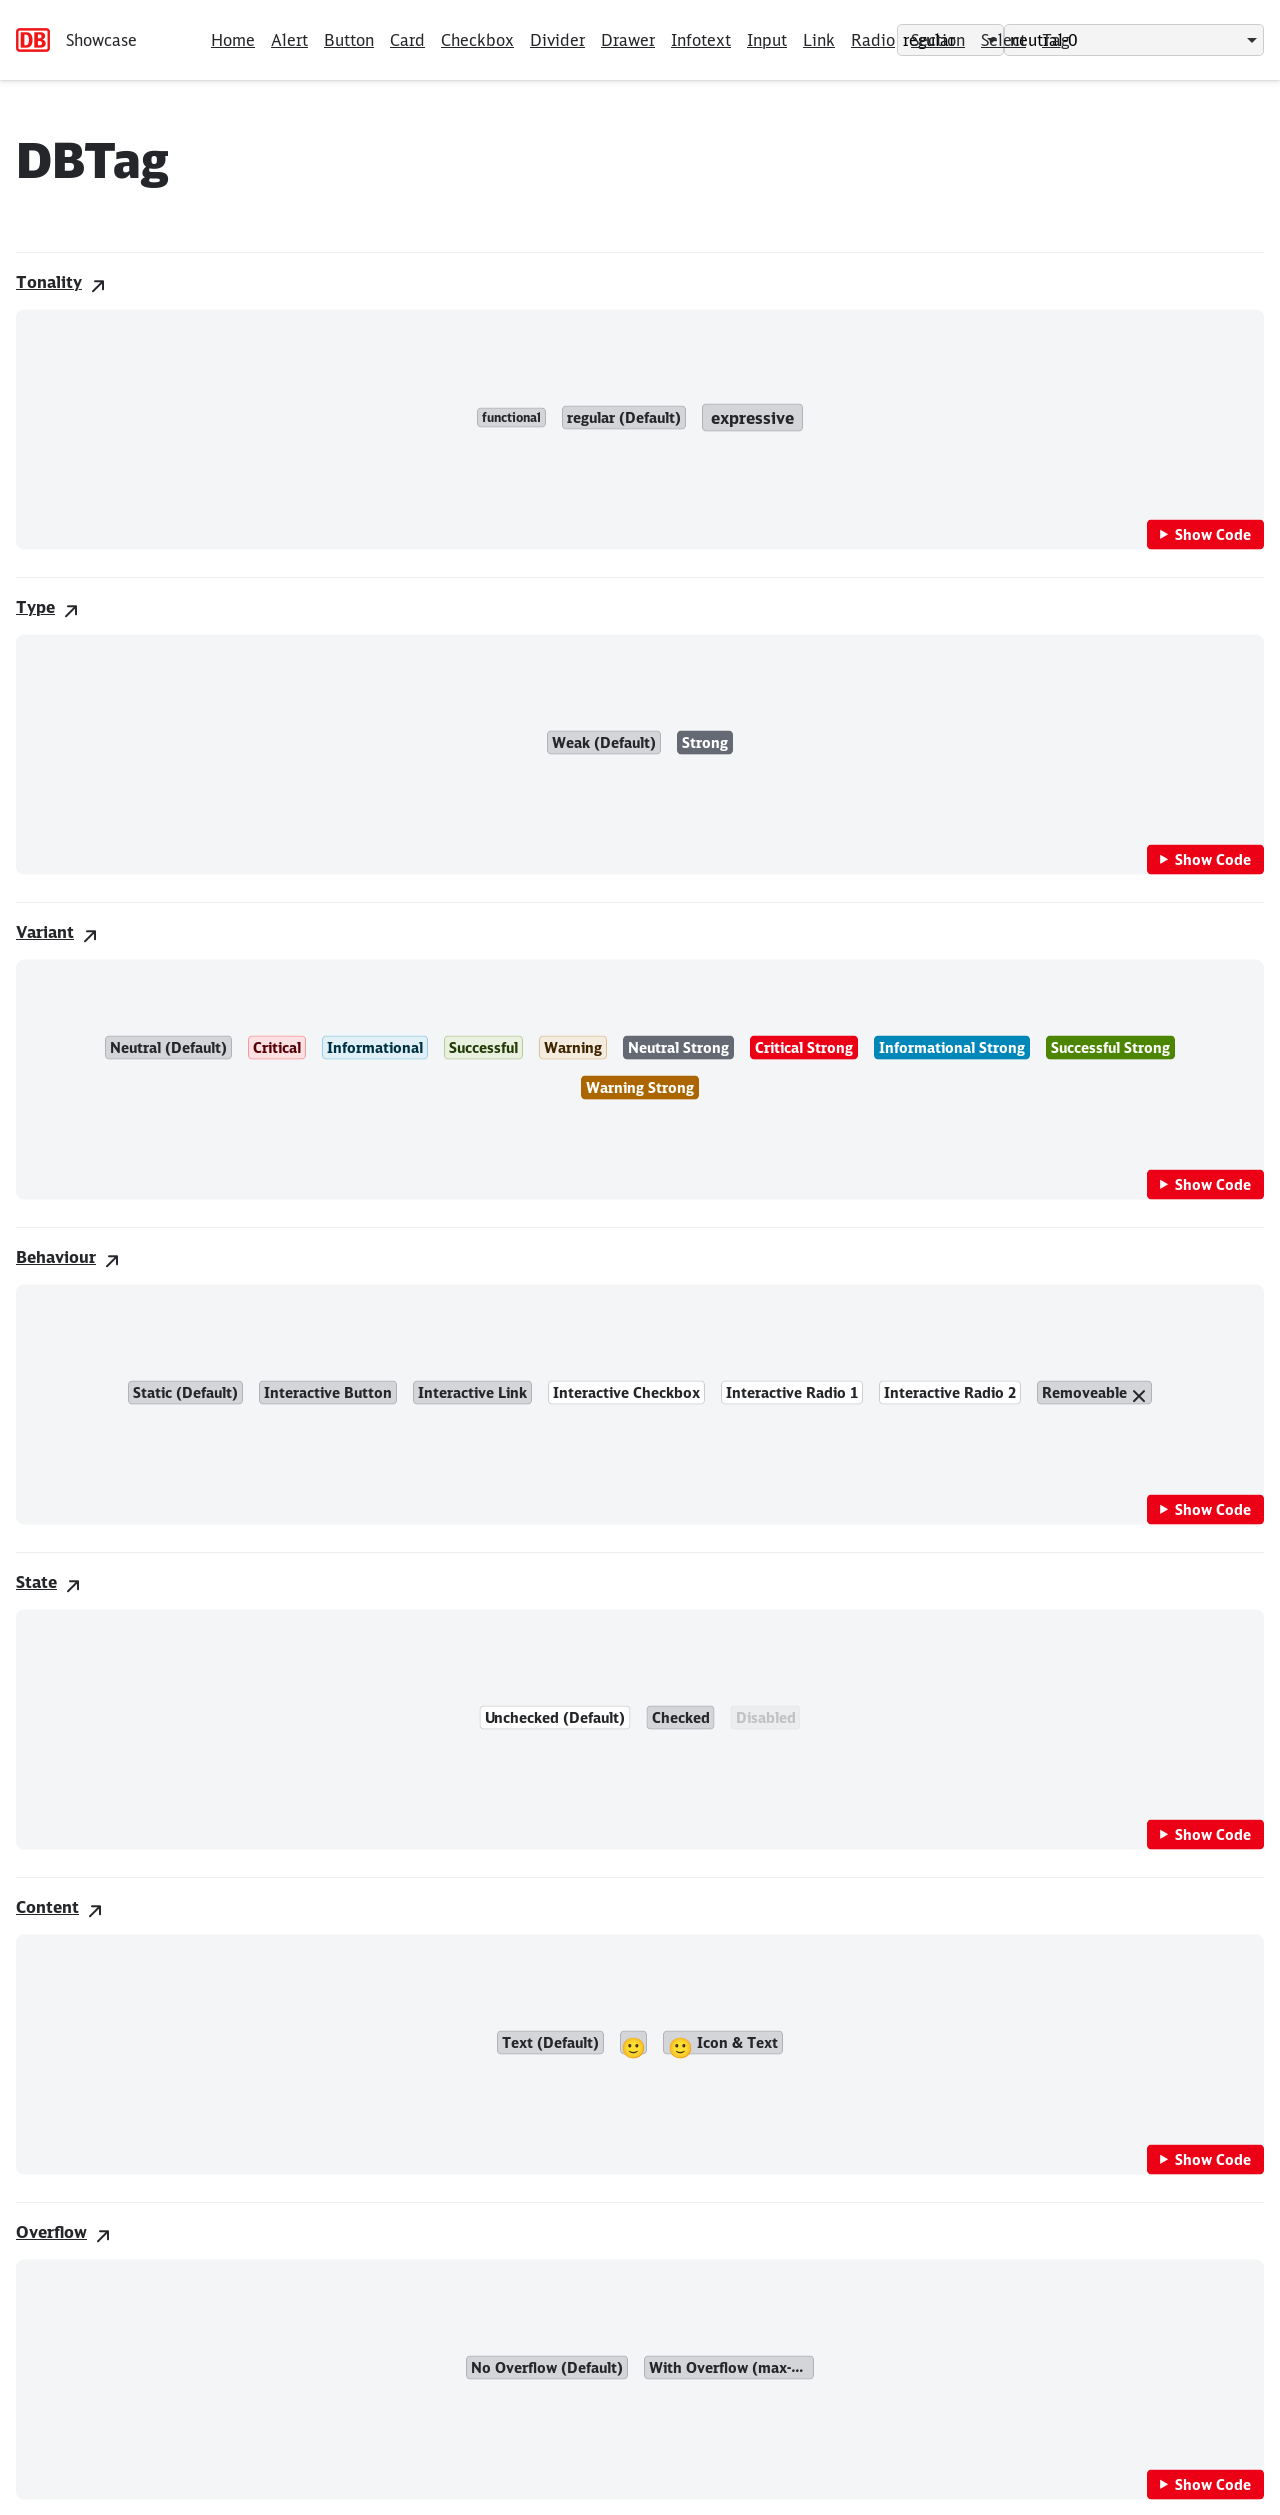 DB Showcase Home Alert Button Card Checkbox Divider Drawer Infotext Input Link Radio Section Select Tag regular neutral-0
DBTag
Tonality
functional regular (Default) expressive
Show Code
Type
Weak (Default) Strong
Show Code
Variant
Neutral (Default) Critical Informational Successful Warning Neutral Strong Critical Strong Informational Strong Successful Strong
Warning Strong
Show Code
Behaviour
Static (Default) Interactive Button Interactive Link Interactive Checkbox Interactive Radio 1 Interactive Radio 2 Removeable
Show Code
State
Unchecked (Default) Checked Disabled
Show Code
Content
Text (Default) 🙂 🙂 Icon & Text
Show Code
Overflow
No Overflow (Default) With Overflow (max-...
Show Code